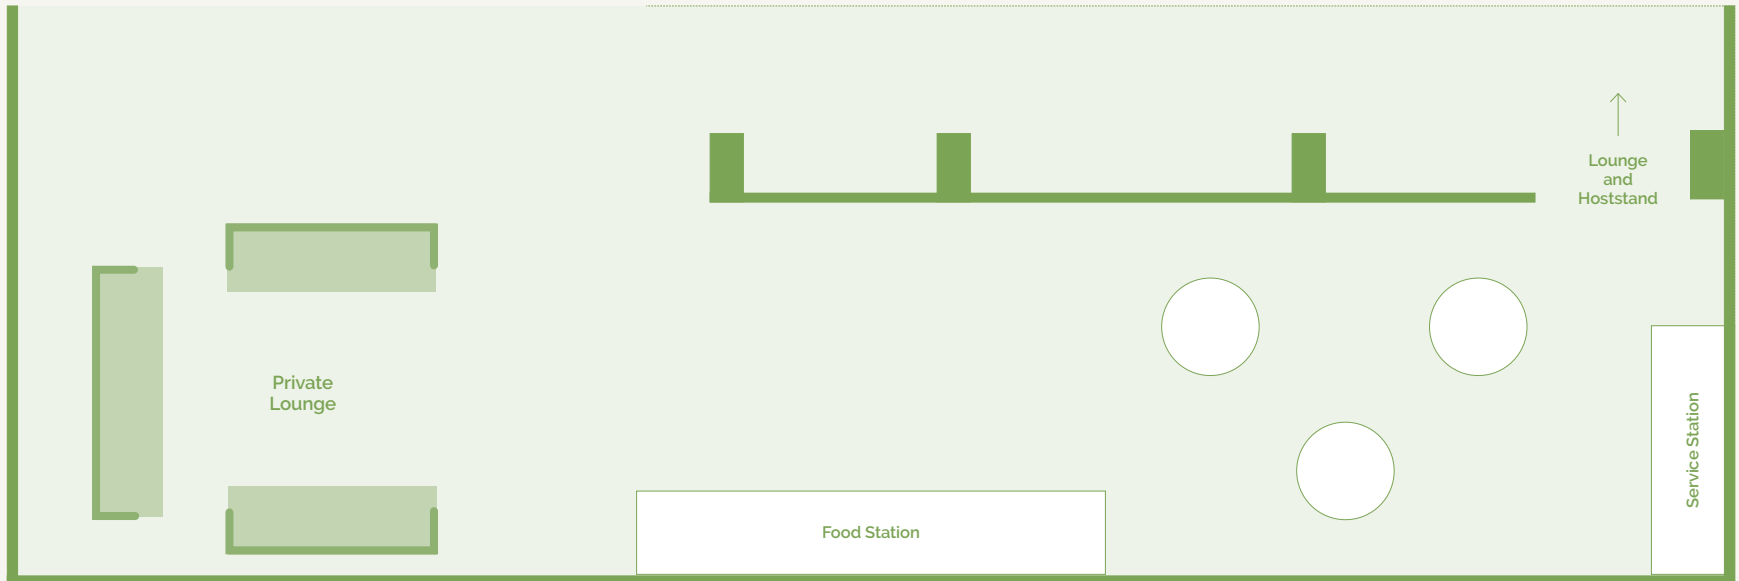 Lounge
and
Hoststand
Private
Lounge
Food Station
Service Station